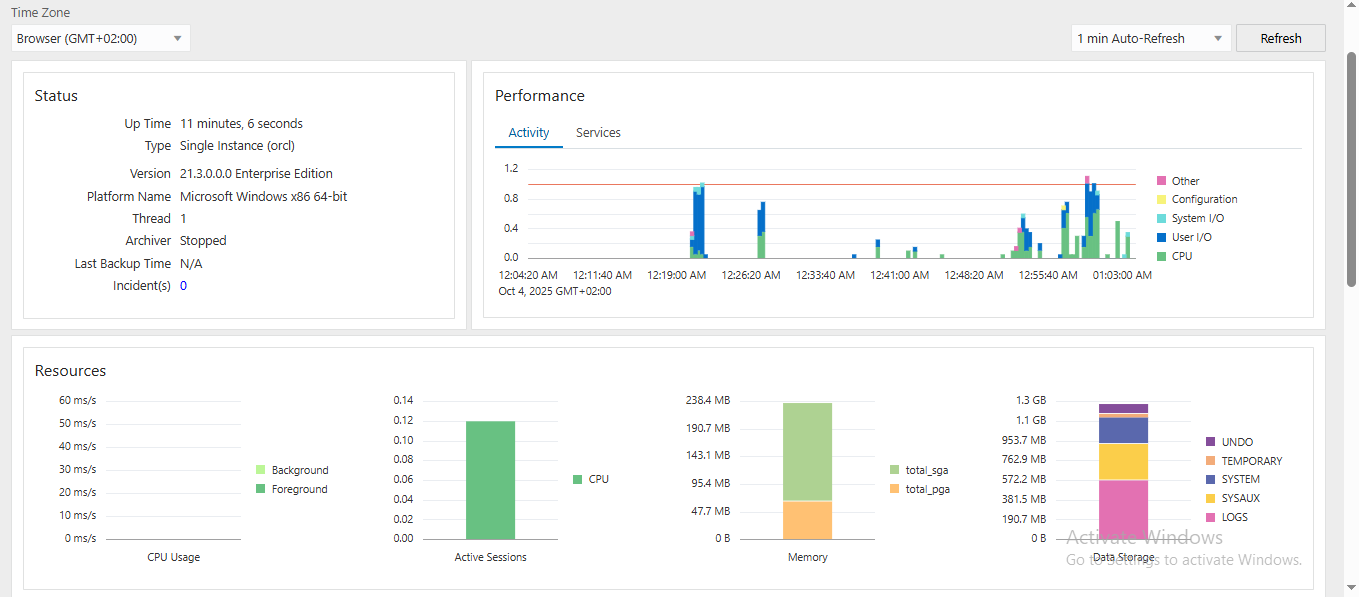 Time Zone
Browser (GMT+02:00)
1 min Auto-Refresh
Refresh
Status
Up Time 11 minutes, 6 seconds
Type Single Instance (orcl)
Version 21.3.0.0.0 Enterprise Edition
Platform Name Microsoft Windows x86 64-bit
Thread 1
Archiver Stopped
Last Backup Time N/A
Incident(s) 0
Performance
Activity Services
1.2
0.8
0.4
0.0
12:04:20 AM 12:11:40 AM 12:19:00 AM 12:26:20 AM 12:33:40 AM 12:41:00 AM 12:48:20 AM 12:55:40 AM 01:03:00 AM
Oct 4, 2025 GMT+02:00
Other
Configuration
System I/O
User I/O
CPU
Resources
60 ms/s
50 ms/s
40 ms/s
30 ms/s
20 ms/s
10 ms/s
0 ms/s
CPU Usage
Background
Foreground
0.14
0.12
0.10
0.08
0.06
0.04
0.02
0.00
Active Sessions
CPU
238.4 MB
190.7 MB
143.1 MB
95.4 MB
47.7 MB
0 B
Memory
total_sga
total_pga
1.3 GB
1.1 GB
953.7 MB
762.9 MB
572.2 MB
381.5 MB
190.7 MB
0 B
Data Storage
UNDO
TEMPORARY
SYSTEM
SYSAUX
LOGS
Activate Windows
Go to Settings to activate Windows.